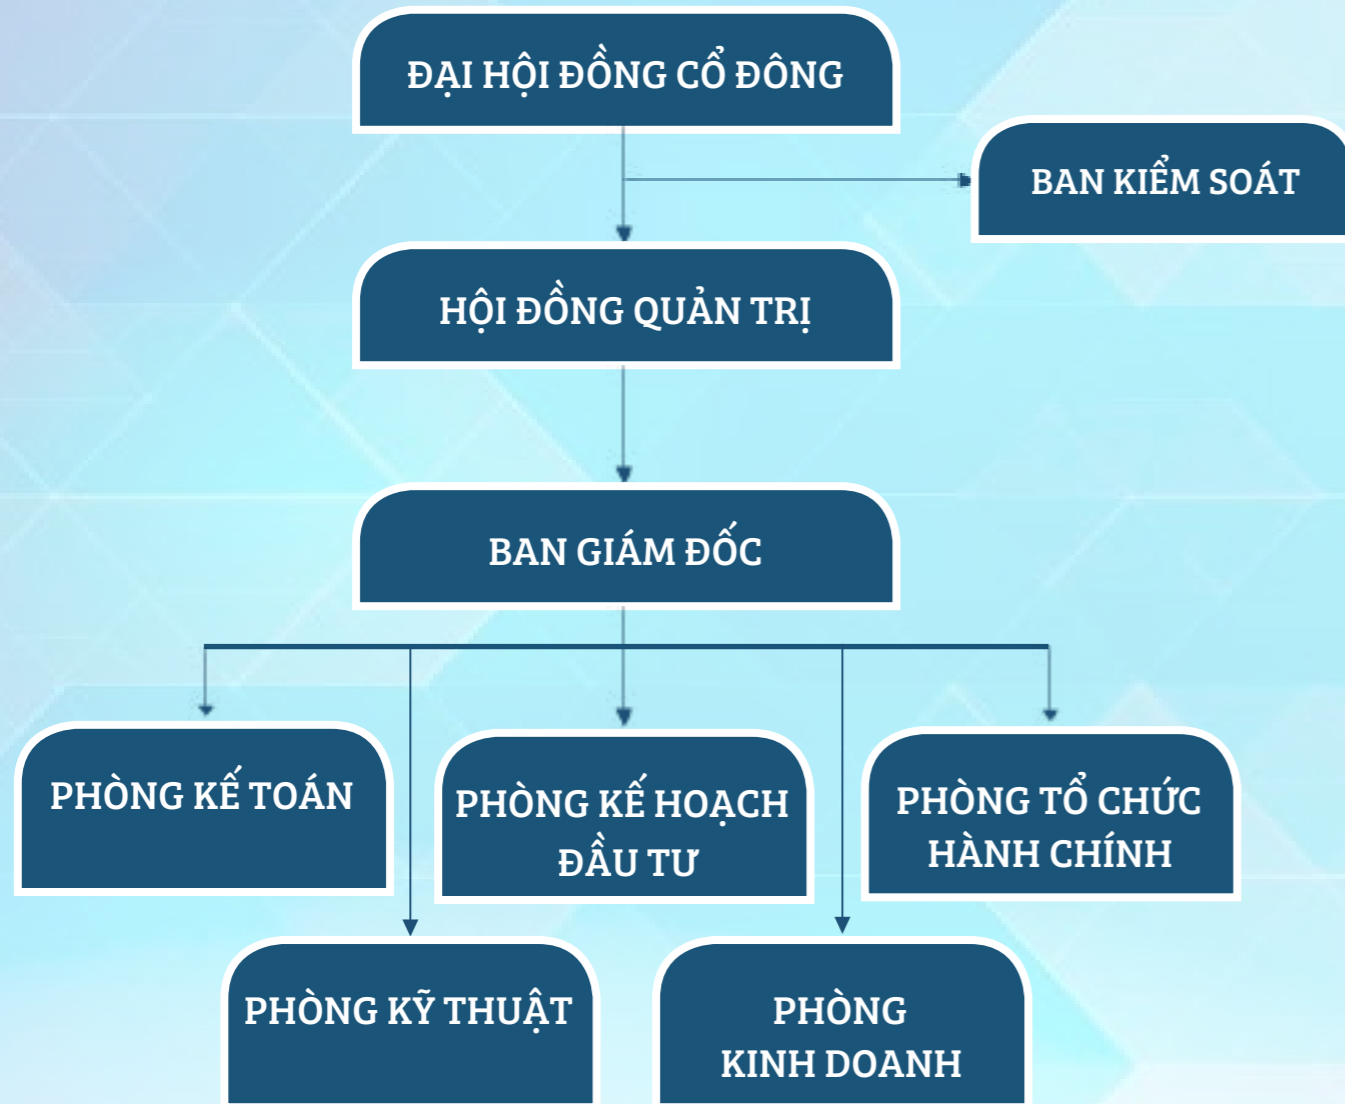 ĐẠI HỘI ĐỒNG CỔ ĐÔNG
BAN KIỂM SOÁT
HỘI ĐỒNG QUẢN TRỊ
BAN GIÁM ĐỐC
PHÒNG KẾ TOÁN
PHÒNG KẾ HOẠCH
ĐẦU TƯ
PHÒNG TỔ CHỨC
HÀNH CHÍNH
PHÒNG KỸ THUẬT
PHÒNG
KINH DOANH